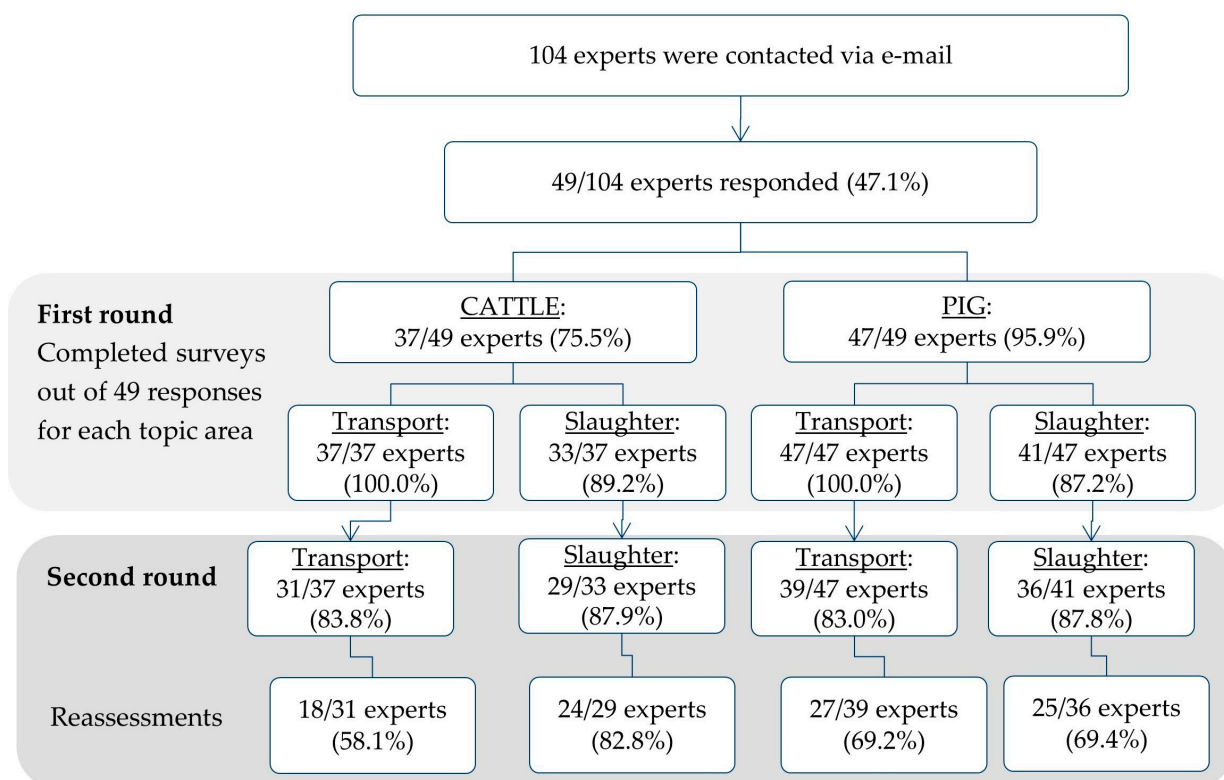 104 experts were contacted via e-mail
49/104 experts responded (47.1%)
First round
Completed surveys
out of 49 responses
for each topic area
CATTLE:
37/49 experts (75.5%)
PIG:
47/49 experts (95.9%)
Transport:
37/37 experts
(100.0%)
Slaughter:
33/37 experts
(89.2%)
Transport:
47/47 experts
(100.0%)
Slaughter:
41/47 experts
(87.2%)
Second round
Transport:
31/37 experts
(83.8%)
Slaughter:
29/33 experts
(87.9%)
Transport:
39/47 experts
(83.0%)
Slaughter:
36/41 experts
(87.8%)
Reassessments
18/31 experts
(58.1%)
24/29 experts
(82.8%)
27/39 experts
(69.2%)
25/36 experts
(69.4%)